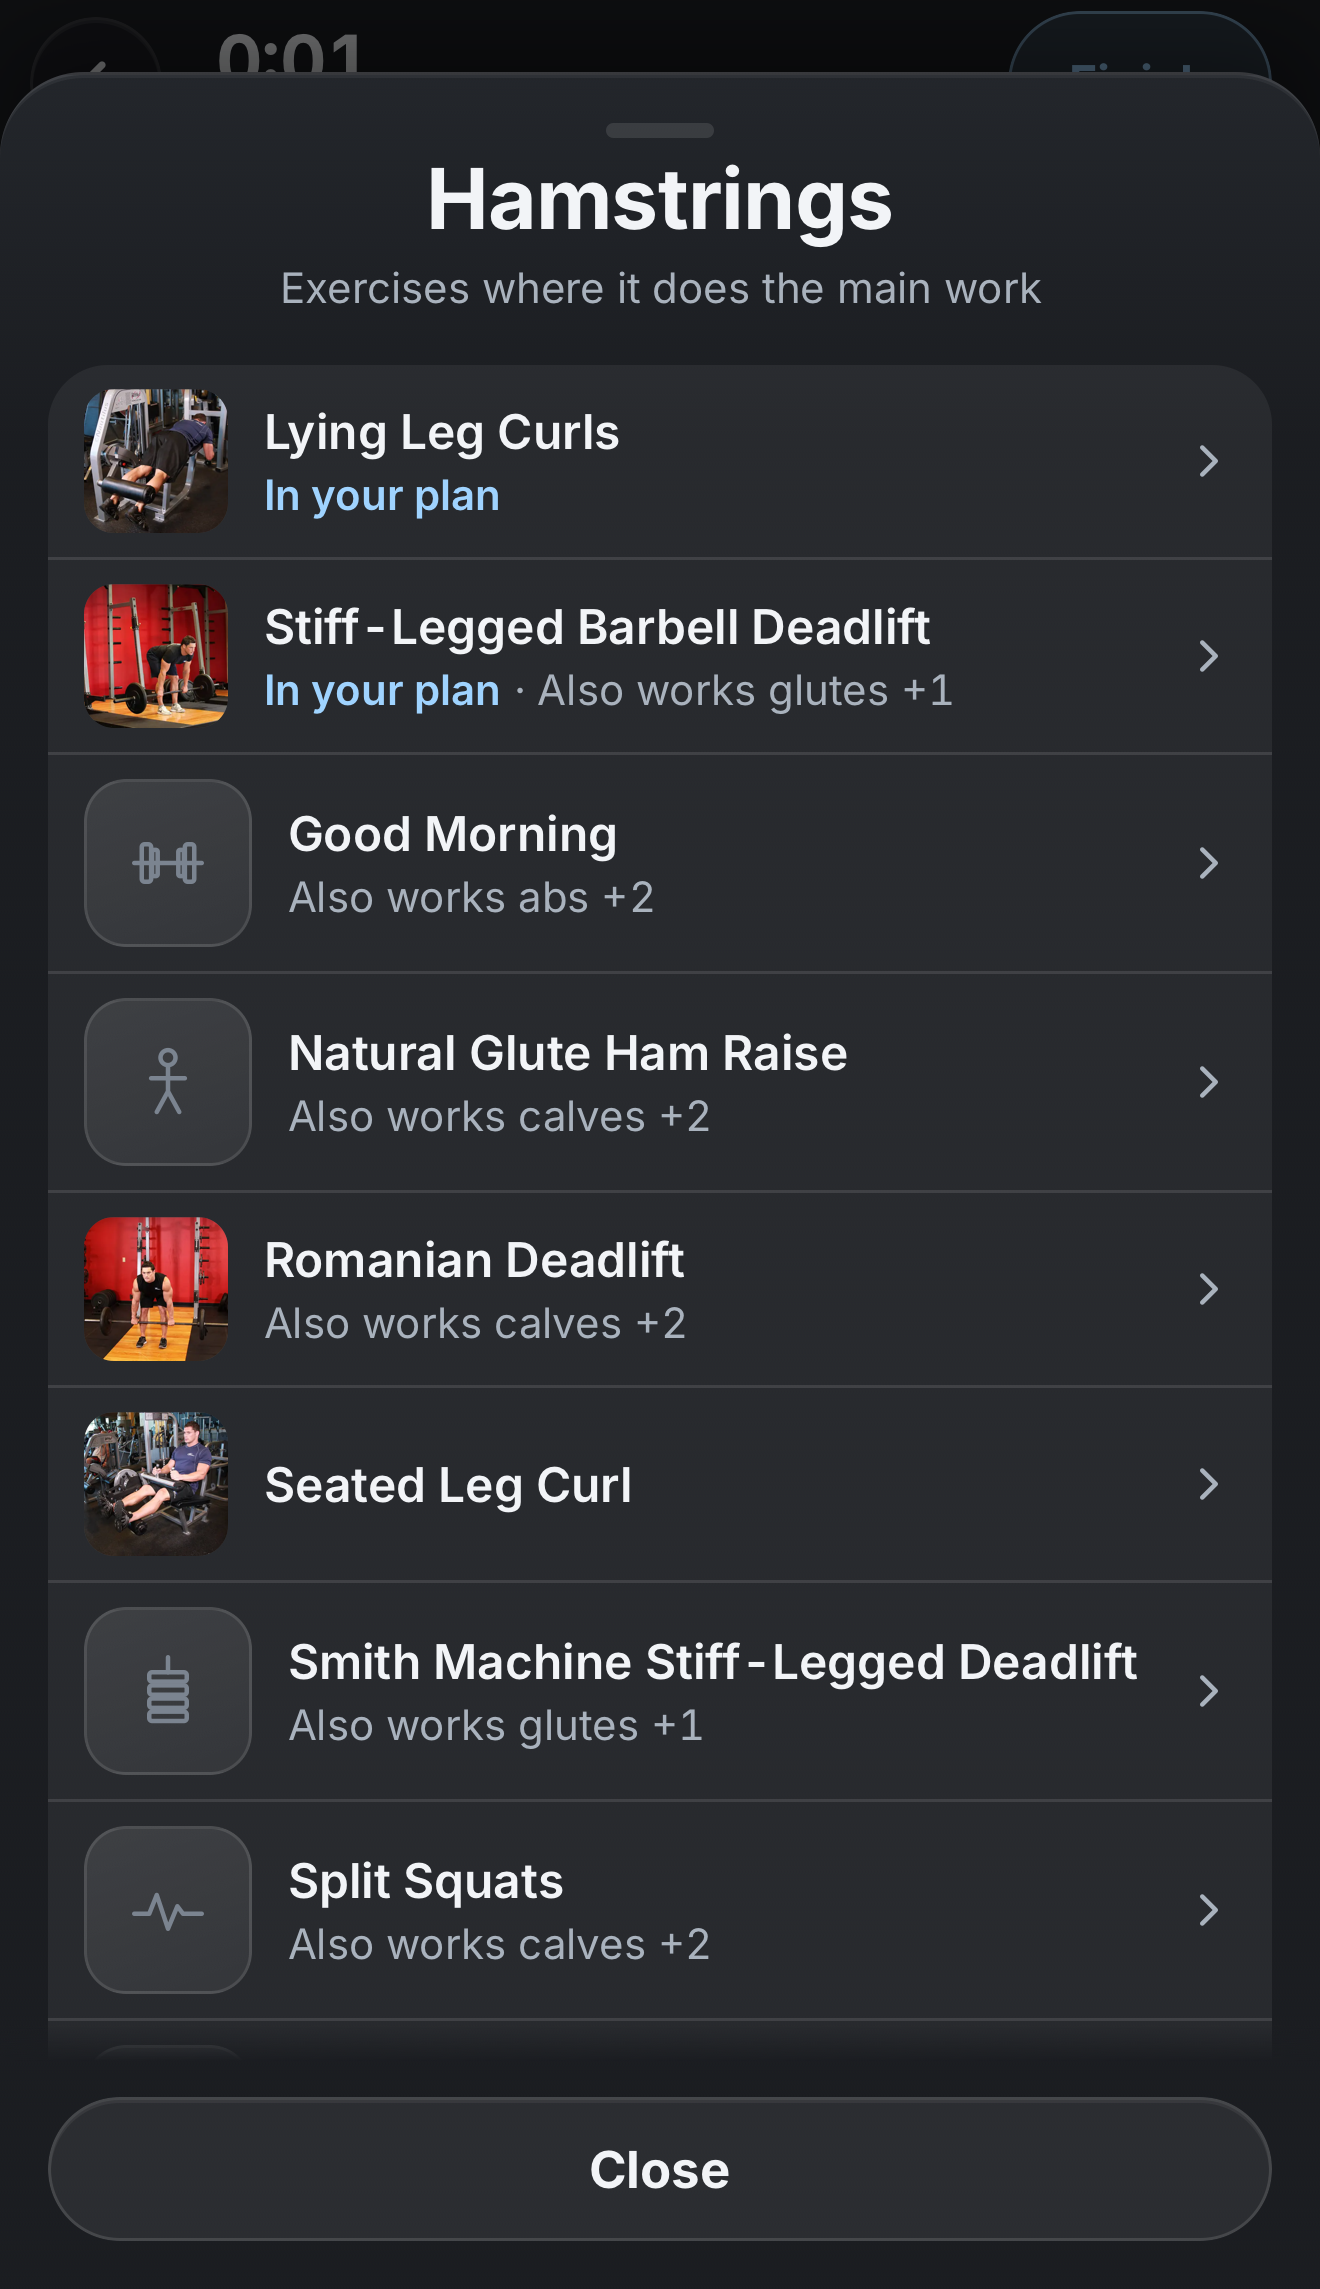 0:01
Finish
Hamstrings
Exercises where it does the main work
Lying Leg Curls
In your plan
Stiff-Legged Barbell Deadlift
In your plan · Also works glutes +1
Good Morning
Also works abs +2
Natural Glute Ham Raise
Also works calves +2
Romanian Deadlift
Also works calves +2
Seated Leg Curl
Smith Machine Stiff-Legged Deadlift
Also works glutes +1
Split Squats
Also works calves +2
Close